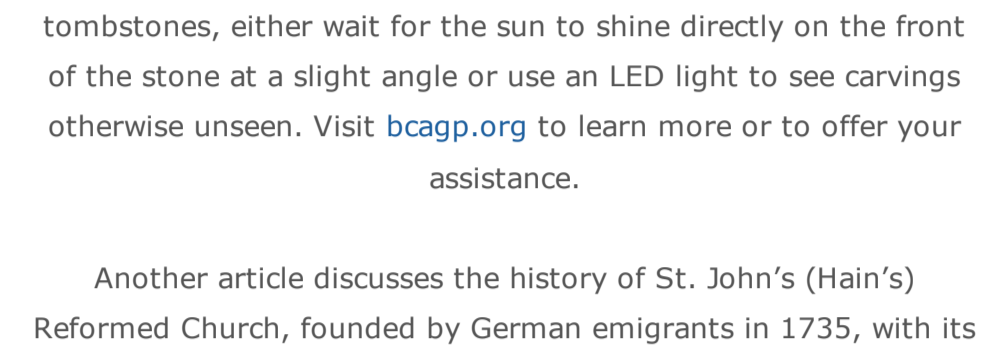 tombstones, either wait for the sun to shine directly on the front
of the stone at a slight angle or use an LED light to see carvings
otherwise unseen. Visit bcagp.org to learn more or to offer your
assistance.
Another article discusses the history of St. John’s (Hain’s)
Reformed Church, founded by German emigrants in 1735, with its